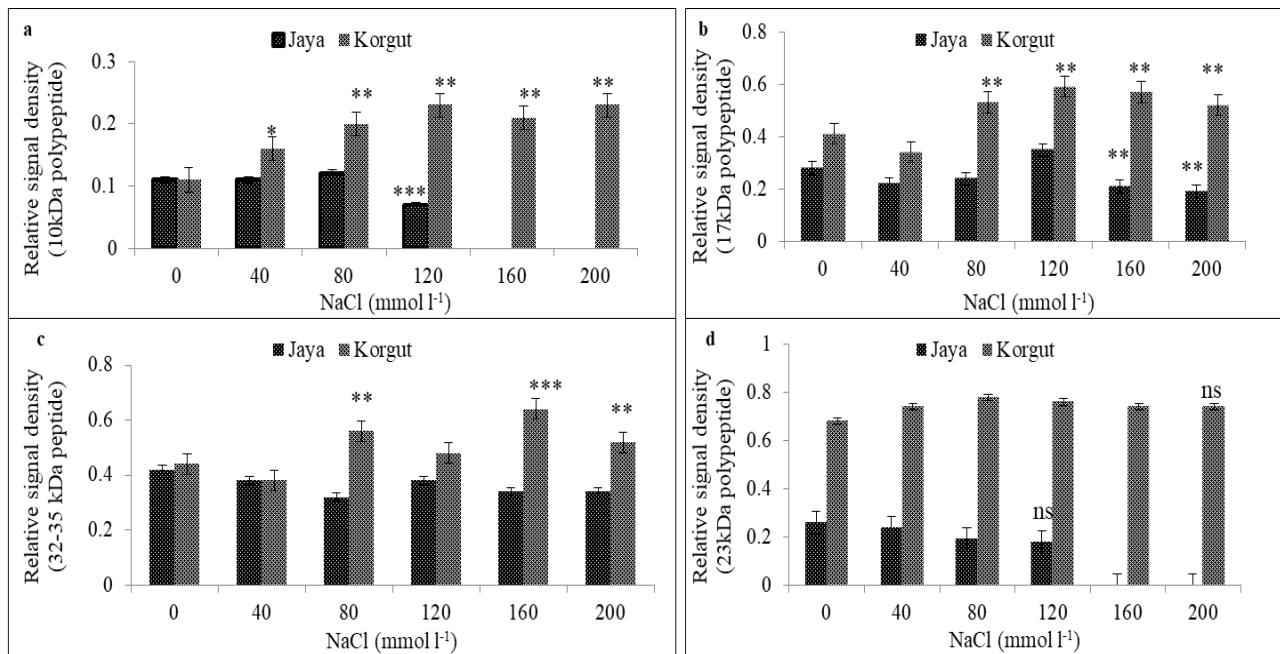 a
Jaya Korgut
Relative signal density
(10kDa polypeptide)
0.3
0.2
0.1
0
* ** *** ** ** **
0 40 80 120 160 200
NaCl (mmol l-1)
b
Jaya Korgut
Relative signal density
(17kDa polypeptide)
0.8
0.6
0.4
0.2
0
** ** ** ** ** **
0 40 80 120 160 200
NaCl (mmol l-1)
c
Jaya Korgut
Relative signal density
(32-35 kDa peptide)
0.8
0.6
0.4
0.2
0
** *** **
0 40 80 120 160 200
NaCl (mmol l-1)
d
Jaya Korgut
Relative signal density
(23kDa polypeptide)
1
0.8
0.6
0.4
0.2
0
ns ns
0 40 80 120 160 200
NaCl (mmol l-1)